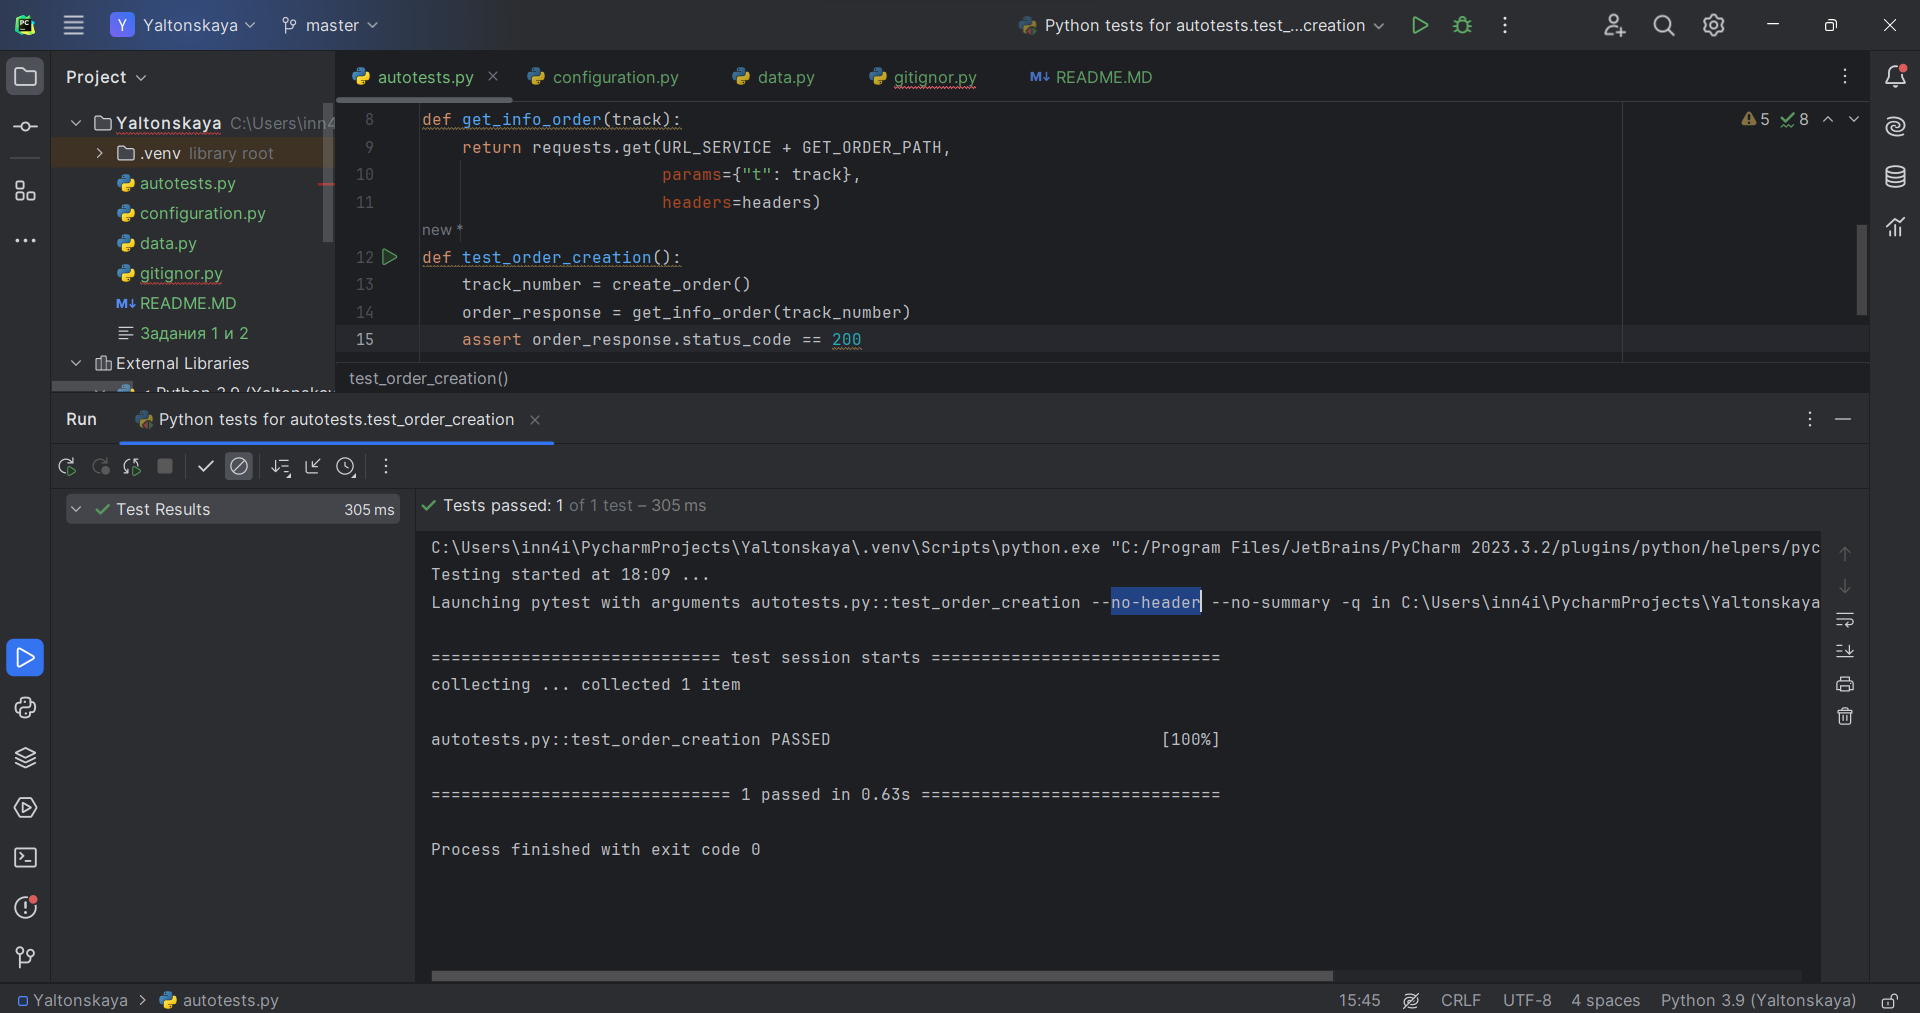 Y Yaltonskaya master Python tests for autotests.test_...creation
Project
autotests.py configuration.py data.py gitignor.py M↓ README.MD
Yaltonskaya C:\Users\inn4
.venv library root
autotests.py
configuration.py
data.py
gitignor.py
M↓ README.MD
Задания 1 и 2
External Libraries
8 def get_info_order(track):
9 return requests.get(URL_SERVICE + GET_ORDER_PATH,
10 params={"t": track},
11 headers=headers)
new *
12 def test_order_creation():
13 track_number = create_order()
14 order_response = get_info_order(track_number)
15 assert order_response.status_code == 200
5 8
test_order_creation()
Run Python tests for autotests.test_order_creation
Test Results 305 ms
Tests passed: 1 of 1 test – 305 ms
C:\Users\inn4i\PycharmProjects\Yaltonskaya\.venv\Scripts\python.exe "C:/Program Files/JetBrains/PyCharm 2023.3.2/plugins/python/helpers/pyc
Testing started at 18:09 ...
Launching pytest with arguments autotests.py::test_order_creation --no-header --no-summary -q in C:\Users\inn4i\PycharmProjects\Yaltonskaya
============================= test session starts =============================
collecting ... collected 1 item
autotests.py::test_order_creation PASSED [100%]
============================== 1 passed in 0.63s ==============================
Process finished with exit code 0
Yaltonskaya > autotests.py 15:45 CRLF UTF-8 4 spaces Python 3.9 (Yaltonskaya)